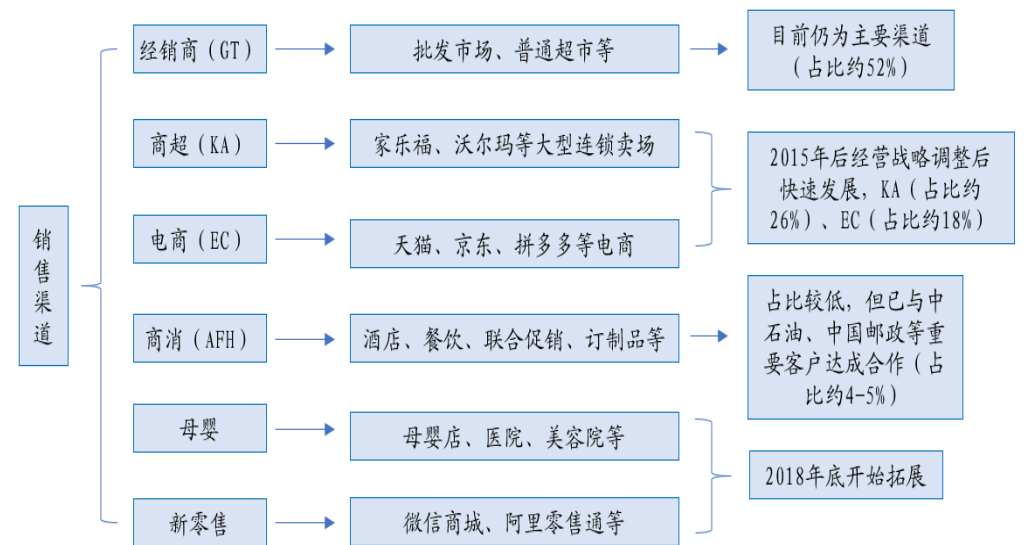 销
售
渠
道
经销商（GT）
批发市场、普通超市等
目前仍为主要渠道
（占比约52%）
商超（KA）
家乐福、沃尔玛等大型连锁卖场
电商（EC）
天猫、京东、拼多多等电商
2015年后经营战略调整后
快速发展，KA（占比约
26%）、EC（占比约18%）
商消（AFH）
酒店、餐饮、联合促销、订制品等
占比较低，但已与中
石油、中国邮政等重
要客户达成合作（占
比约4-5%）
母婴
母婴店、医院、美容院等
新零售
微信商城、阿里零售通等
2018年底开始拓展